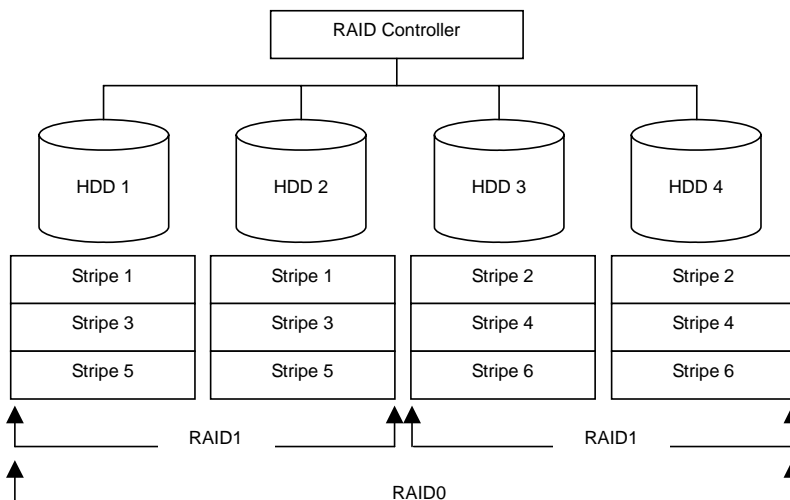 RAID Controller
HDD 1 HDD 2 HDD 3 HDD 4
Stripe 1 Stripe 1 Stripe 2 Stripe 2
Stripe 3 Stripe 3 Stripe 4 Stripe 4
Stripe 5 Stripe 5 Stripe 6 Stripe 6
RAID1 RAID1
RAID0